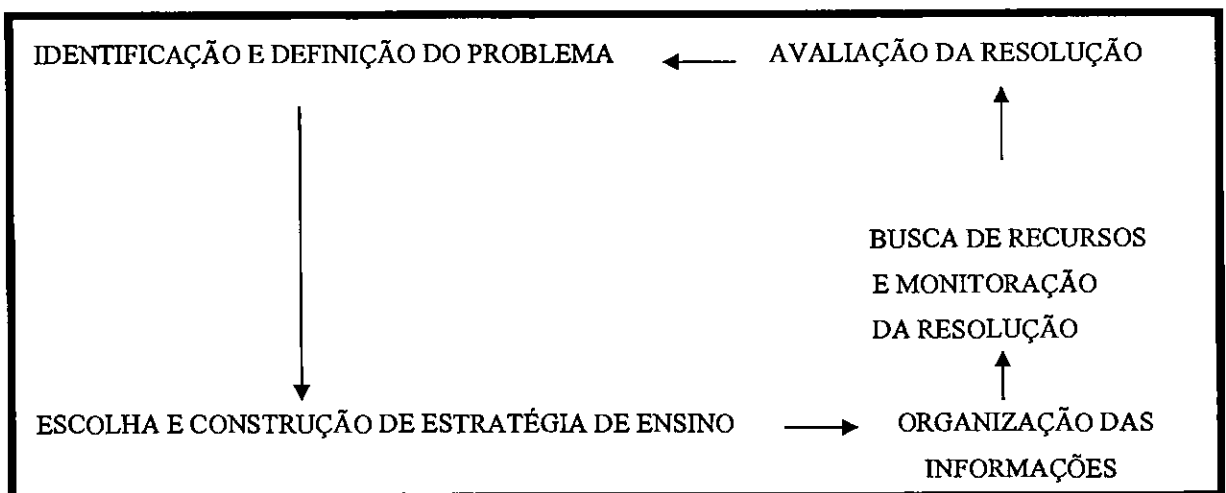 IDENTIFICAÇÃO E DEFINIÇÃO DO PROBLEMA
AVALIAÇÃO DA RESOLUÇÃO
BUSCA DE RECURSOS
E MONITORAÇÃO
DA RESOLUÇÃO
ESCOLHA E CONSTRUÇÃO DE ESTRATÉGIA DE ENSINO
ORGANIZAÇÃO DAS
INFORMAÇÕES